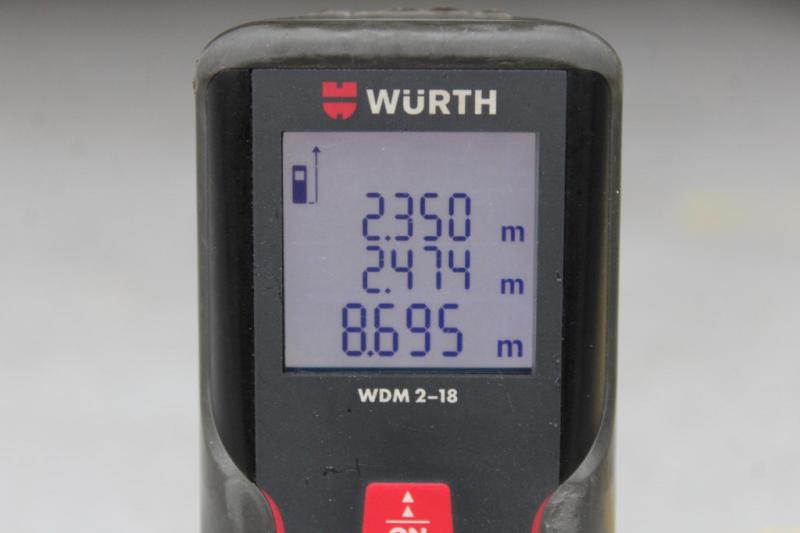 WÜRTH
2.350 m
2.474 m
8.695 m
WDM 2-18
ON